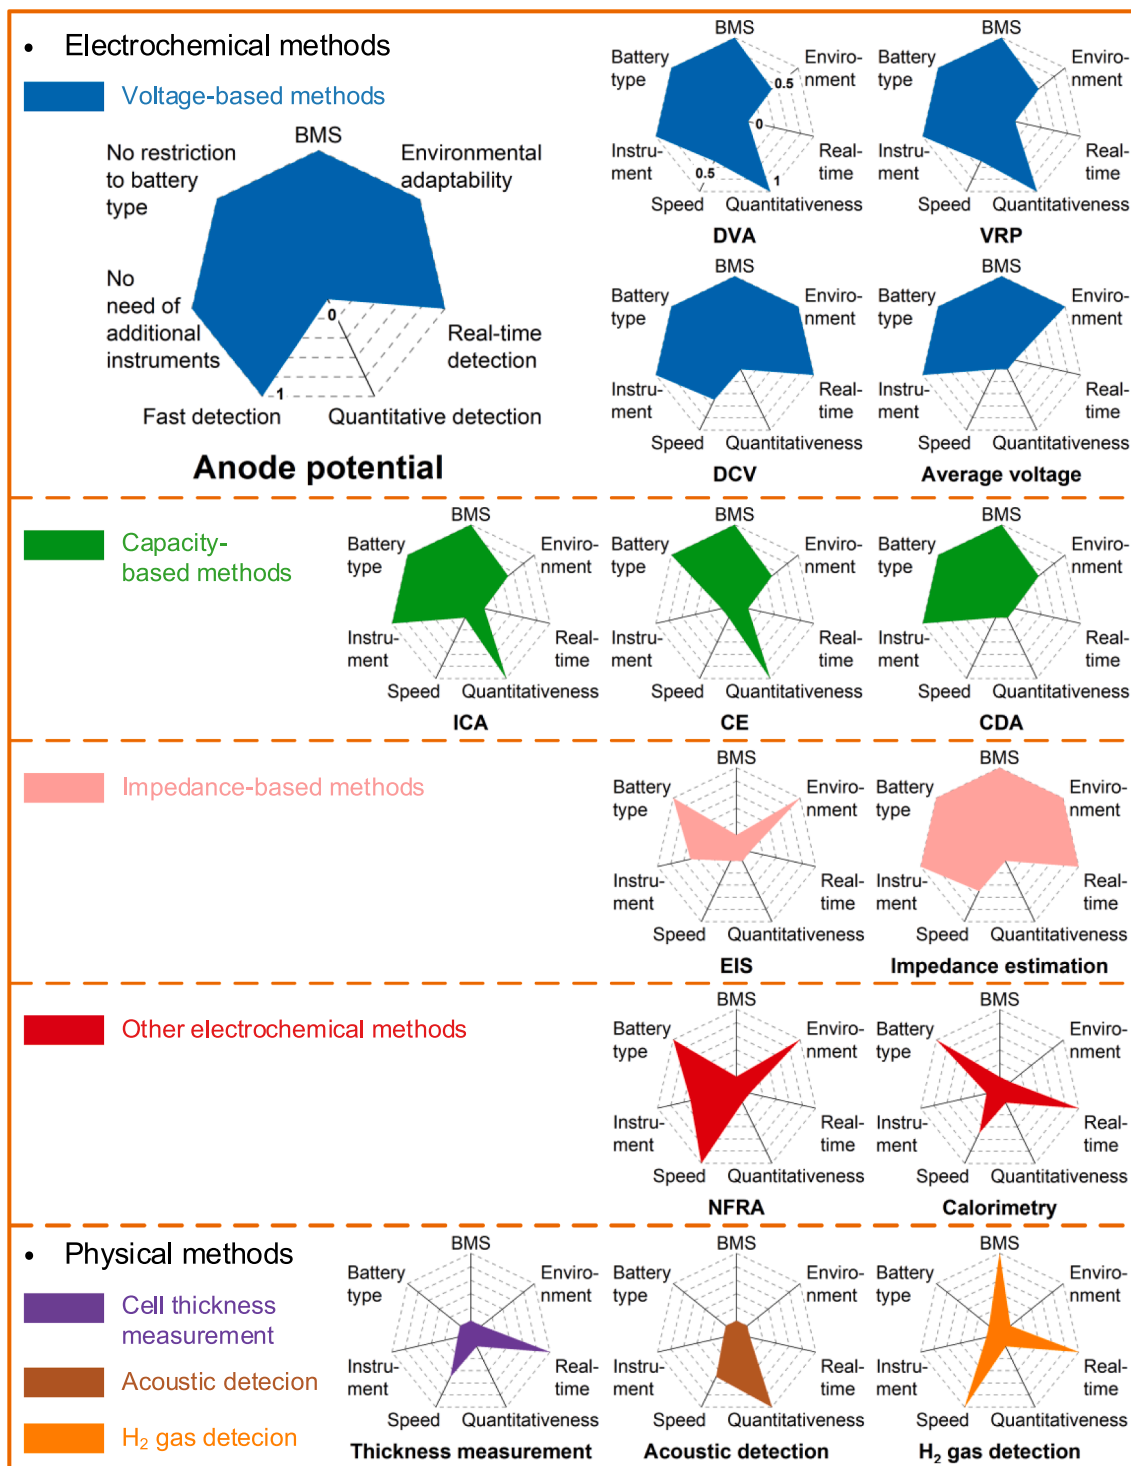 • Electrochemical methods
Voltage-based methods
BMS
No restriction
to battery
type
Environmental
adaptability
No
need of
additional
instruments
0
Real-time
detection
1
Fast detection
Quantitative detection
Anode potential
BMS
Battery
type
Enviro-
nment
0.5
0
Instru-
ment
Real-
time
0.5
1
Speed
Quantitativeness
DVA
BMS
Battery
type
Enviro-
nment
Instru-
ment
Real-
time
Speed
Quantitativeness
VRP
BMS
Battery
type
Enviro-
nment
Instru-
ment
Real-
time
Speed
Quantitativeness
DCV
BMS
Battery
type
Enviro-
nment
Instru-
ment
Real-
time
Speed
Quantitativeness
Average voltage
Capacity-
based methods
BMS
Battery
type
Enviro-
nment
Instru-
ment
Real-
time
Speed
Quantitativeness
ICA
BMS
Battery
type
Enviro-
nment
Instru-
ment
Real-
time
Speed
Quantitativeness
CE
BMS
Battery
type
Enviro-
nment
Instru-
ment
Real-
time
Speed
Quantitativeness
CDA
Impedance-based methods
BMS
Battery
type
Enviro-
nment
Instru-
ment
Real-
time
Speed
Quantitativeness
EIS
BMS
Battery
type
Enviro-
nment
Instru-
ment
Real-
time
Speed
Quantitativeness
Impedance estimation
Other electrochemical methods
BMS
Battery
type
Enviro-
nment
Instru-
ment
Real-
time
Speed
Quantitativeness
NFRA
BMS
Battery
type
Enviro-
nment
Instru-
ment
Real-
time
Speed
Quantitativeness
Calorimetry
• Physical methods
Cell thickness
measurement
Acoustic detecion
H₂ gas detecion
BMS
Battery
type
Enviro-
nment
Instru-
ment
Real-
time
Speed
Quantitativeness
Thickness measurement
BMS
Battery
type
Enviro-
nment
Instru-
ment
Real-
time
Speed
Quantitativeness
Acoustic detection
BMS
Battery
type
Enviro-
nment
Instru-
ment
Real-
time
Speed
Quantitativeness
H₂ gas detection